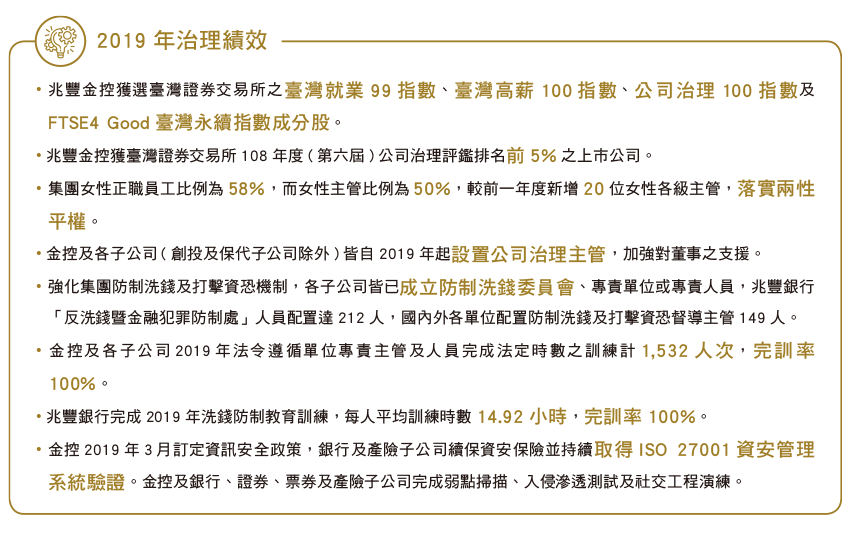 2019 年治理績效
• 兆豐金控獲選臺灣證券交易所之臺灣就業 99 指數、臺灣高薪 100 指數、公司治理 100 指數及
FTSE4 Good 臺灣永續指數成分股。
• 兆豐金控獲臺灣證券交易所 108 年度 ( 第六屆 ) 公司治理評鑑排名前 5% 之上市公司。
• 集團女性正職員工比例為 58%，而女性主管比例為 50%，較前一年度新增 20 位女性各級主管，落實兩性
平權。
• 金控及各子公司 ( 創投及保代子公司除外 ) 皆自 2019 年起設置公司治理主管，加強對董事之支援。
• 強化集團防制洗錢及打擊資恐機制，各子公司皆已成立防制洗錢委員會、專責單位或專責人員，兆豐銀行
「反洗錢暨金融犯罪防制處」人員配置達 212 人，國內外各單位配置防制洗錢及打擊資恐督導主管 149 人。
• 金控及各子公司 2019 年法令遵循單位專責主管及人員完成法定時數之訓練計 1,532 人次，完訓率
100%。
• 兆豐銀行完成 2019 年洗錢防制教育訓練，每人平均訓練時數 14.92 小時，完訓率 100%。
• 金控 2019 年 3 月訂定資訊安全政策，銀行及產險子公司續保資安保險並持續取得 ISO 27001 資安管理
系統驗證。金控及銀行、證券、票券及產險子公司完成弱點掃描、入侵滲透測試及社交工程演練。